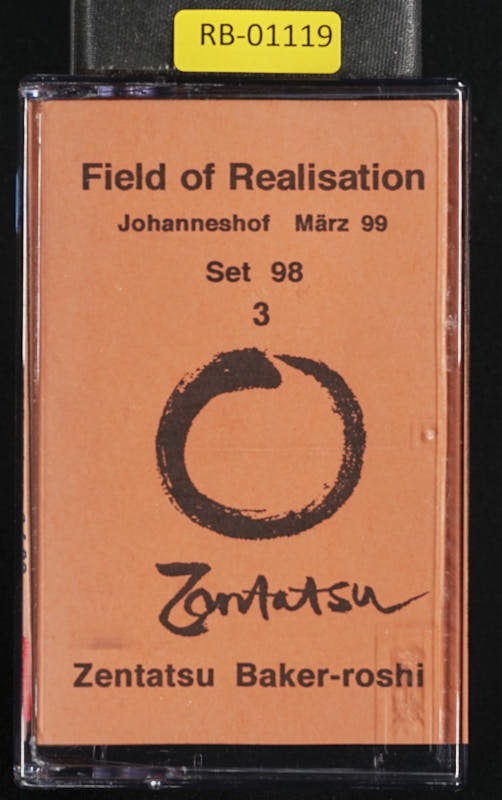 RB-01119
Field of Realisation
Johanneshof März 99
Set 98
3
Zentatsu
Zentatsu Baker-roshi